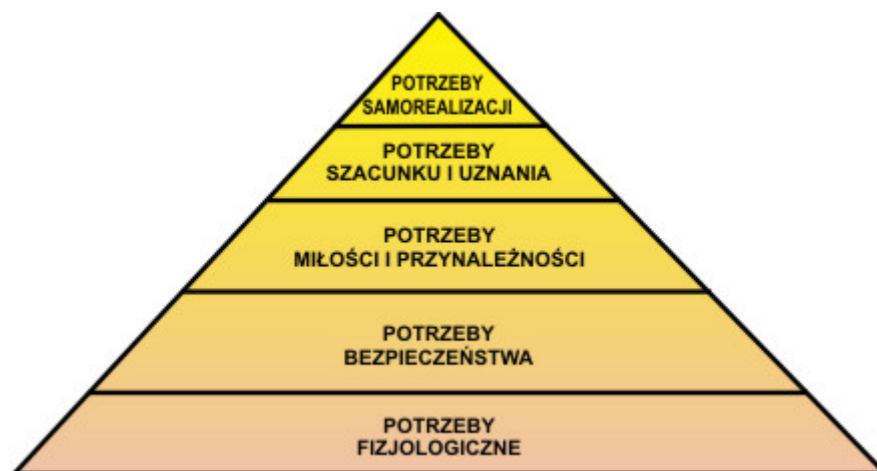 POTRZEBY
SAMOREALIZACJI
POTRZEBY
SZACUNKU I UZNANIA
POTRZEBY
MIŁOŚCI I PRZYNALEŻNOŚCI
POTRZEBY
BEZPIECZEŃSTWA
POTRZEBY
FIZJOLOGICZNE